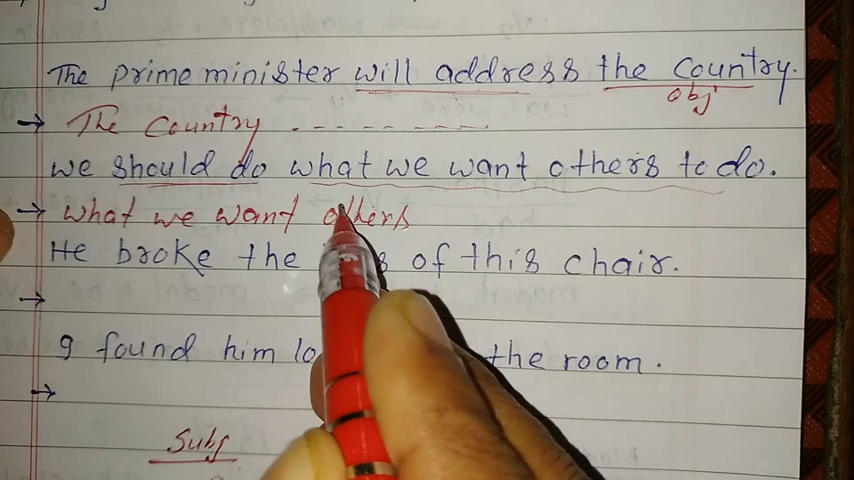 The prime minister will address the country.
obj
→ The Country - - - - - - - -
we should do what we want others to do.
→ what we want others
He broke the of this chair.
→
I found him the room.
→
Subj